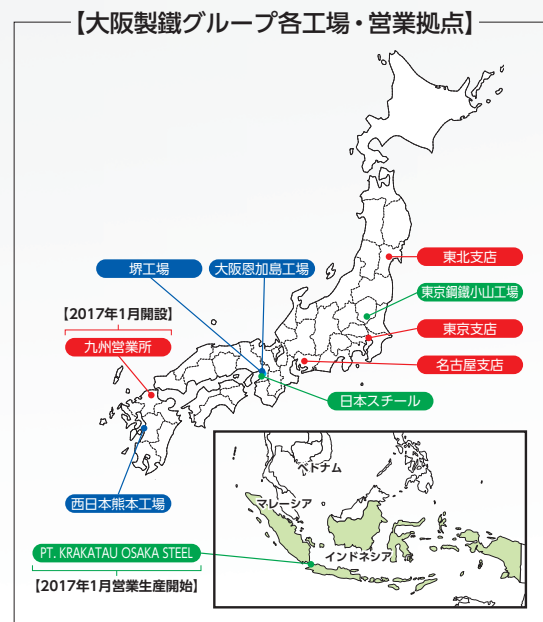 【大阪製鐵グループ各工場・営業拠点】
東北支店
堺工場
大阪恩加島工場
東京鋼鐵小山工場
【2017年1月開設】
東京支店
九州営業所
名古屋支店
日本スチール
西日本熊本工場
ベトナム
マレーシア
インドネシア
PT. KRAKATAU OSAKA STEEL
【2017年1月営業生産開始】